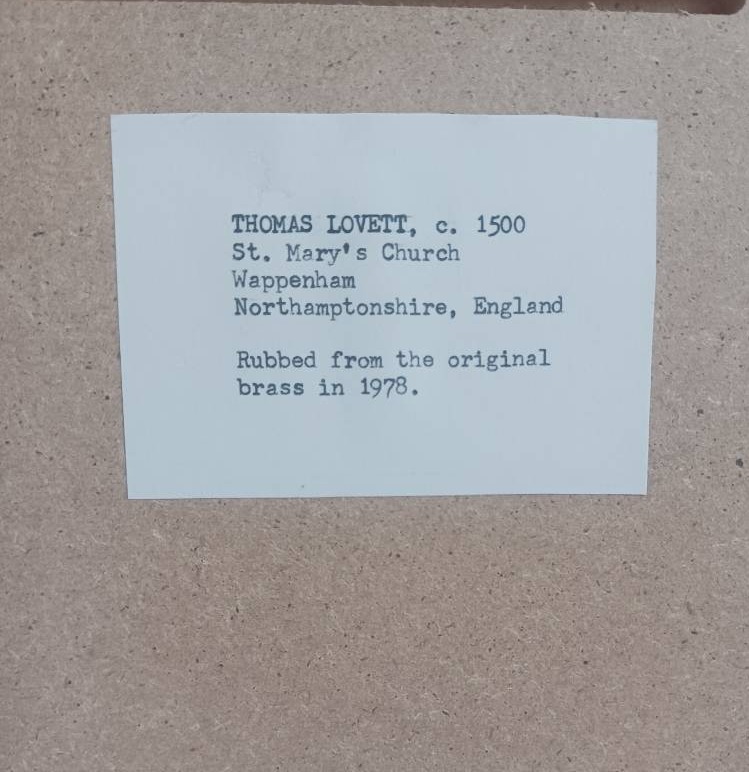 THOMAS LOVETT, c. 1500
St. Mary's Church
Wappenham
Northamptonshire, England
Rubbed from the original
brass in 1978.